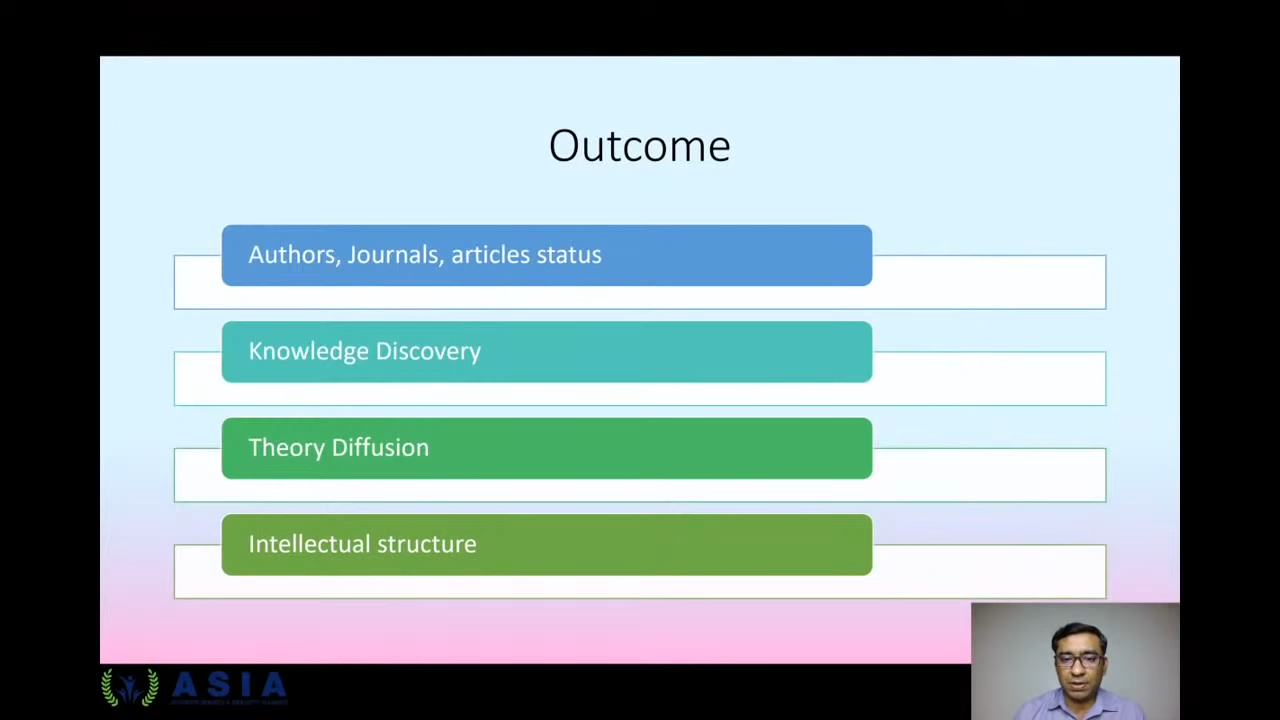 Outcome
Authors, Journals, articles status
Knowledge Discovery
Theory Diffusion
Intellectual structure
ASIA